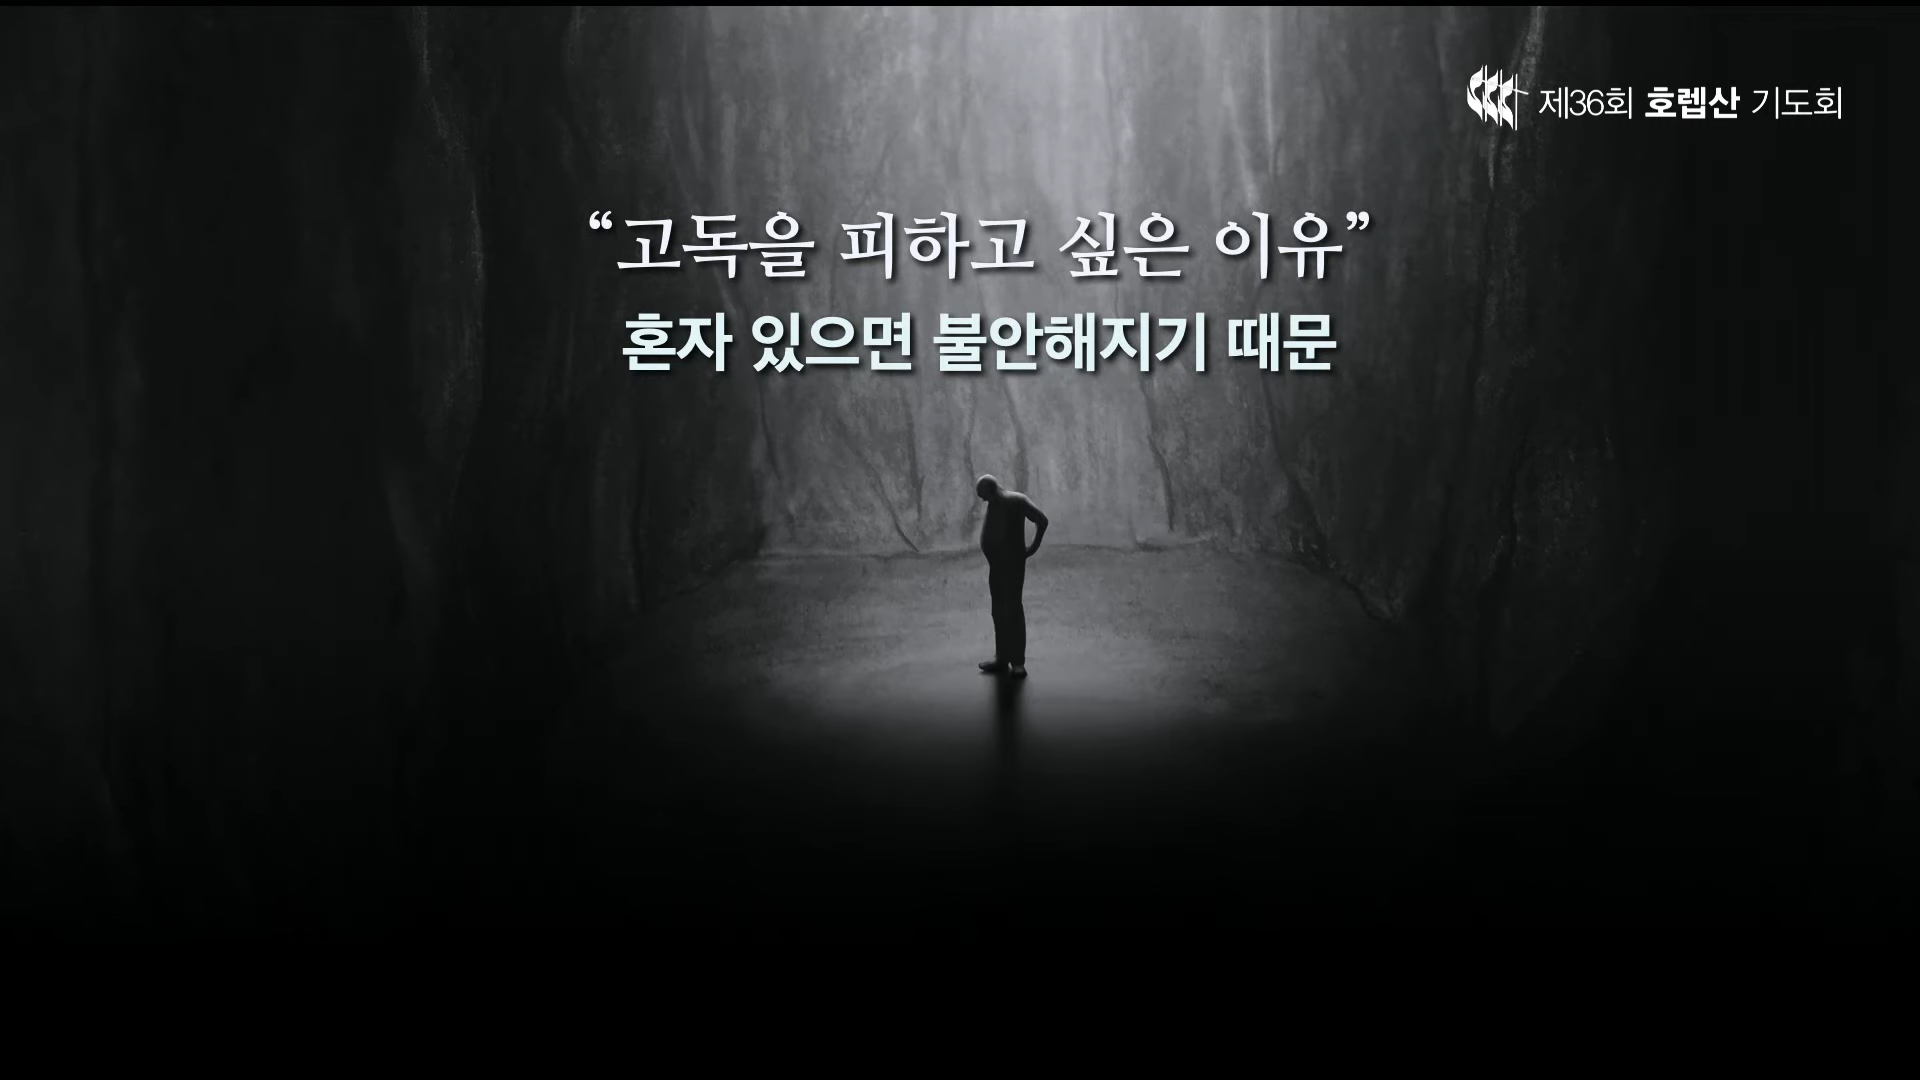 제36회 호렙산 기도회
“고독을 피하고 싶은 이유”
혼자 있으면 불안해지기 때문